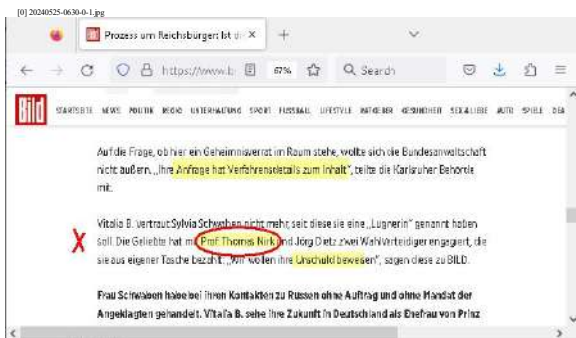 [0] 20240525-0630-0-1.jpg
Prozess um Reichsbürger: Ist di
https://www.b
67%
Search
Bild
STARTSEITE NEWS POLITIK REGIO UNTERHALTUNG SPORT FUSSBALL LIFESTYLE RATGEBER GESUNDHEIT SEX & LIEBE AUTO SPIELE DEA
Auf die Frage, ob hier ein Geheimnisverrat im Raum stehe, wollte sich die Bundesanwaltschaft
nicht äußern. „Ihre Anfrage hat Verfahrensdetails zum Inhalt“, teilte die Karlsruher Behörde
mit.
Vitalia B. vertraut Sylvia Schwaben nicht mehr, seit diese sie eine „Lügnerin“ genannt haben
X
soll. Die Geliebte hat mit Prof. Thomas Nirk und Jörg Dietz zwei Wahlverteidiger engagiert, die
sie aus eigener Tasche bezahlt. „Wir wollen ihre Unschuld beweisen“, sagen diese zu BILD.
Frau Schwaben habe bei ihren Kontakten zu Russen ohne Auftrag und ohne Mandat der
Angeklagten gehandelt. Vitalia B. sehe ihre Zukunft in Deutschland als Ehefrau von Prinz